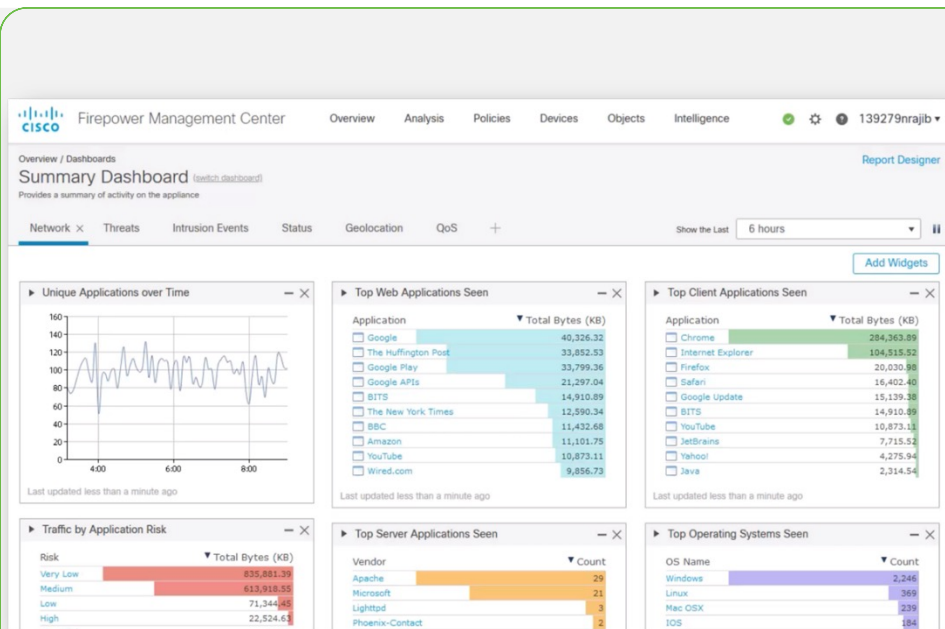 CISCO Firepower Management Center Overview Analysis Policies Devices Objects Intelligence 139279nrajib
Overview / Dashboards Report Designer
Summary Dashboard (switch dashboard)
Provides a summary of activity on the appliance
Network × Threats Intrusion Events Status Geolocation QoS + Show the Last 6 hours
Add Widgets
Unique Applications over Time
160
140
120
100
80
60
40
20
0
4:00 6:00 8:00
Last updated less than a minute ago
Top Web Applications Seen
Application Total Bytes (KB)
Google 40,326.32
The Huffington Post 33,852.53
Google Play 33,799.36
Google APIs 21,297.04
BITS 14,910.89
The New York Times 12,590.34
BBC 11,432.68
Amazon 11,101.75
YouTube 10,873.11
Wired.com 9,856.73
Last updated less than a minute ago
Top Client Applications Seen
Application Total Bytes (KB)
Chrome 284,363.89
Internet Explorer 104,515.52
Firefox 20,030.98
Safari 16,402.40
Google Update 15,139.38
BITS 14,910.89
YouTube 10,873.11
JetBrains 7,715.52
Yahoo! 4,275.94
Java 2,314.54
Last updated less than a minute ago
Traffic by Application Risk
Risk Total Bytes (KB)
Very Low 835,881.39
Medium 613,918.55
Low 71,344.45
High 22,524.63
Top Server Applications Seen
Vendor Count
Apache 29
Microsoft 21
Lighttpd 3
Phoenix-Contact 2
Top Operating Systems Seen
OS Name Count
Windows 2,246
Linux 369
Mac OSX 239
IOS 184